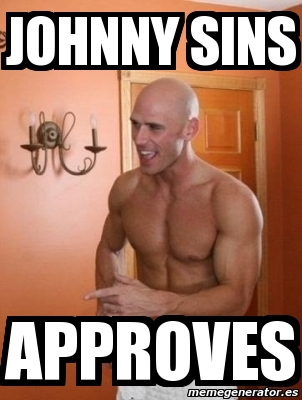 JOHNNY SINS
APPROVES
memegenerator.es